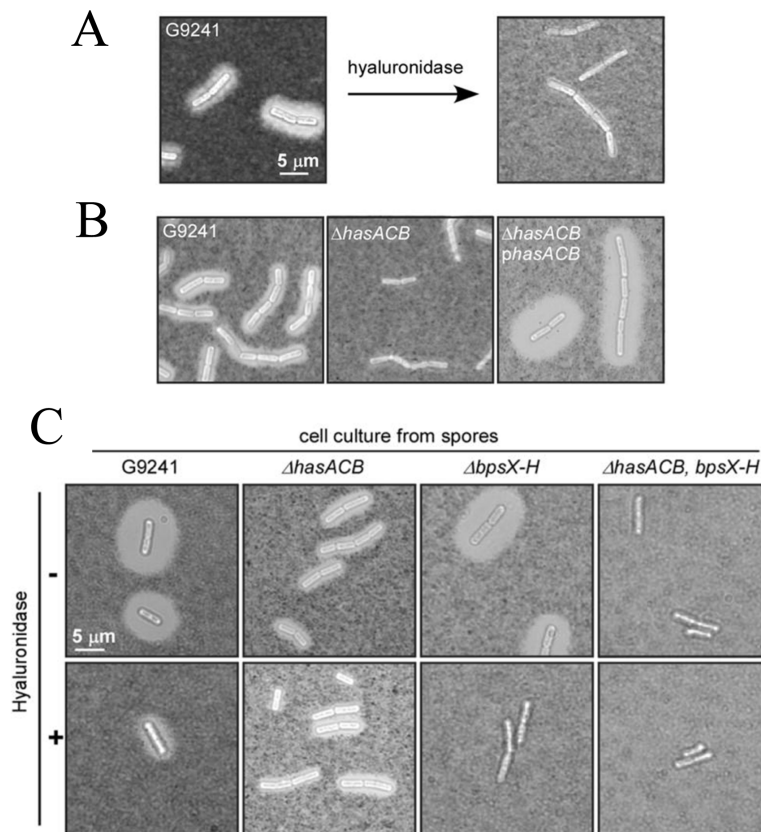 A
G9241
5 μm
hyaluronidase
B
G9241
ΔhasACB
ΔhasACB
phasACB
C
cell culture from spores
G9241
ΔhasACB
ΔbpsX-H
ΔhasACB, bpsX-H
Hyaluronidase
-
5 μm
+